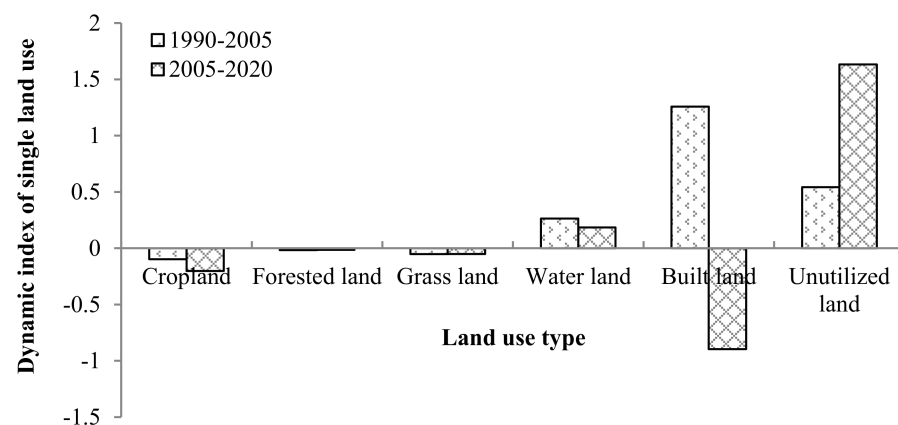 Dynamic index of single land use
2
1.5
1
0.5
0
-0.5
-1
-1.5
1990-2005
2005-2020
Cropland
Forested land
Grass land
Water land
Built land
Unutilized
land
Land use type